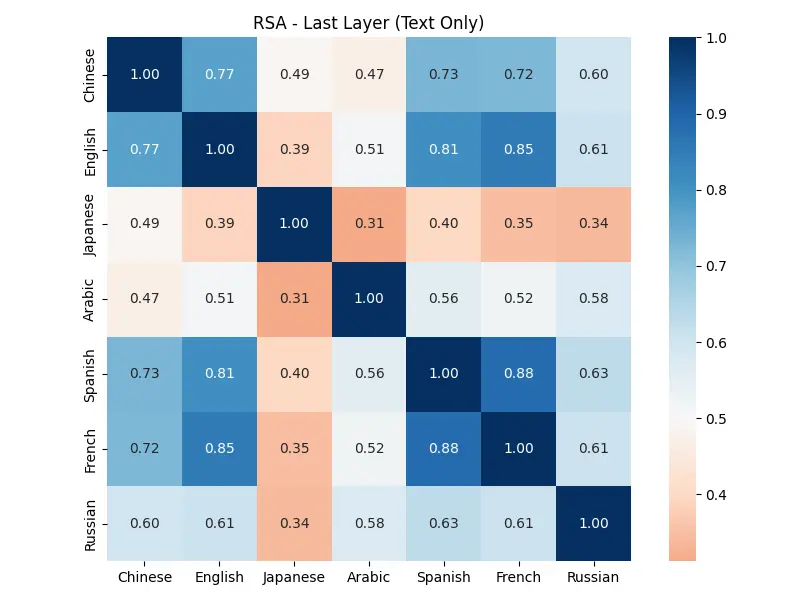 RSA - Last Layer (Text Only)
Chinese 1.00 0.77 0.49 0.47 0.73 0.72 0.60
English 0.77 1.00 0.39 0.51 0.81 0.85 0.61
Japanese 0.49 0.39 1.00 0.31 0.40 0.35 0.34
Arabic 0.47 0.51 0.31 1.00 0.56 0.52 0.58
Spanish 0.73 0.81 0.40 0.56 1.00 0.88 0.63
French 0.72 0.85 0.35 0.52 0.88 1.00 0.61
Russian 0.60 0.61 0.34 0.58 0.63 0.61 1.00
Chinese English Japanese Arabic Spanish French Russian
1.0
0.9
0.8
0.7
0.6
0.5
0.4